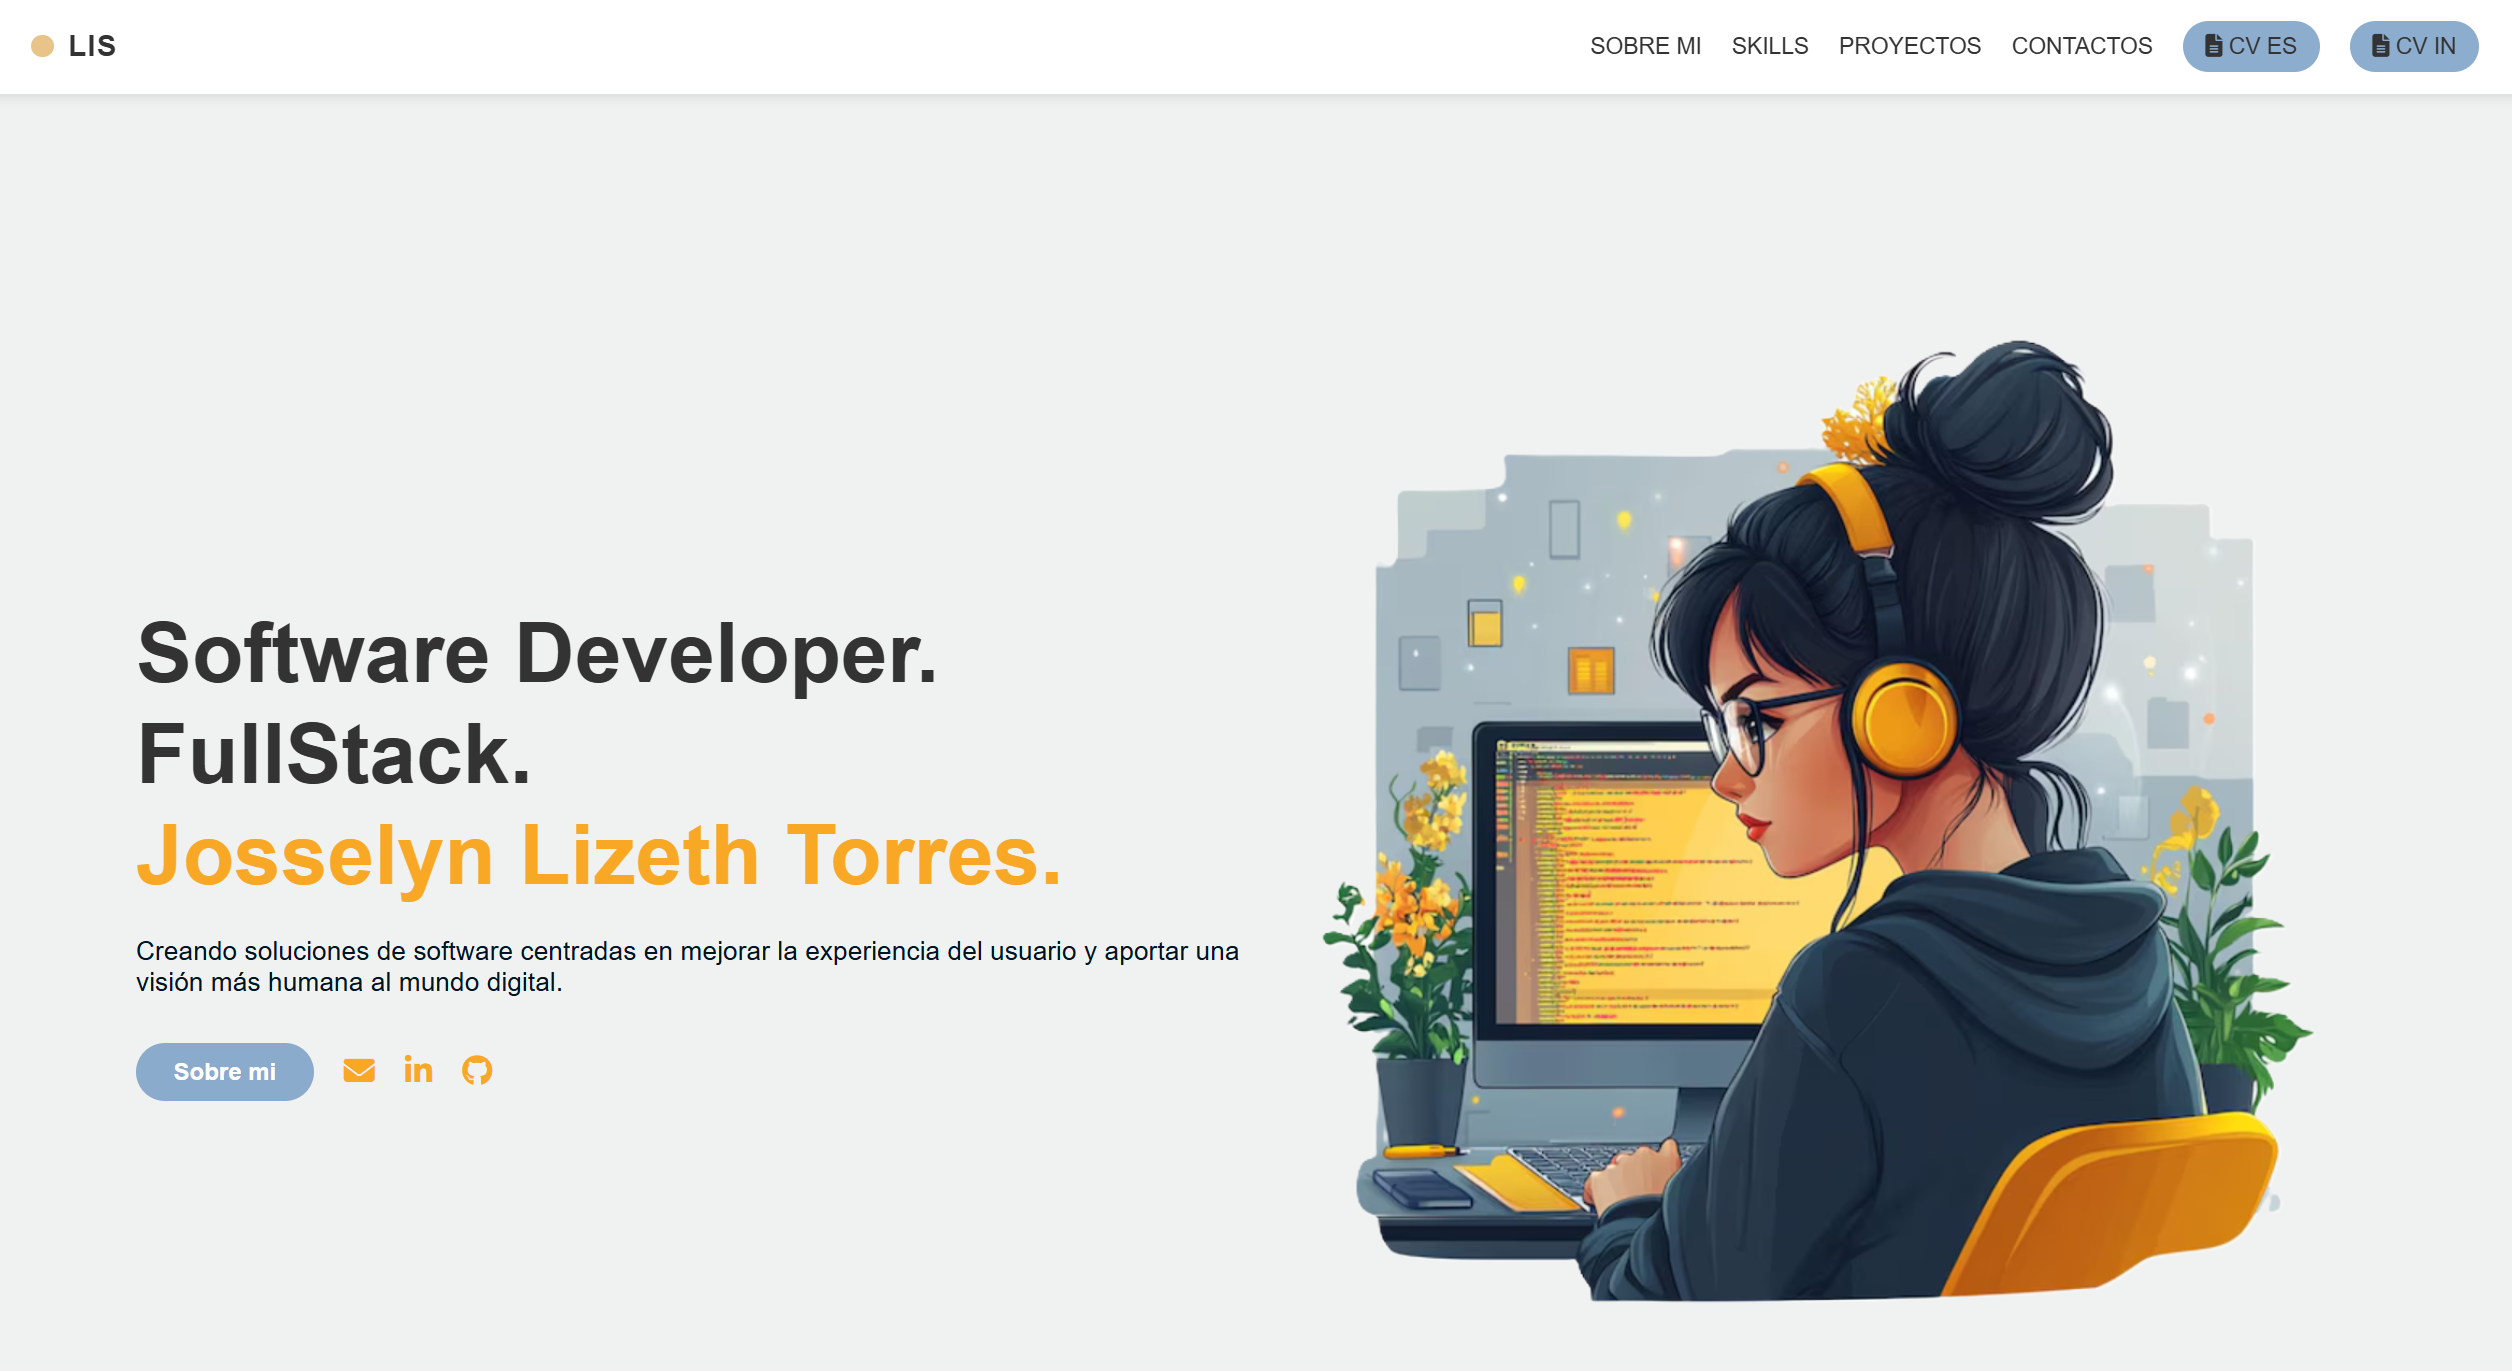 LIS
SOBRE MI SKILLS PROYECTOS CONTACTOS CV ES CV IN
Software Developer.
FullStack.
Josselyn Lizeth Torres.
Creando soluciones de software centradas en mejorar la experiencia del usuario y aportar una
visión más humana al mundo digital.
Sobre mi